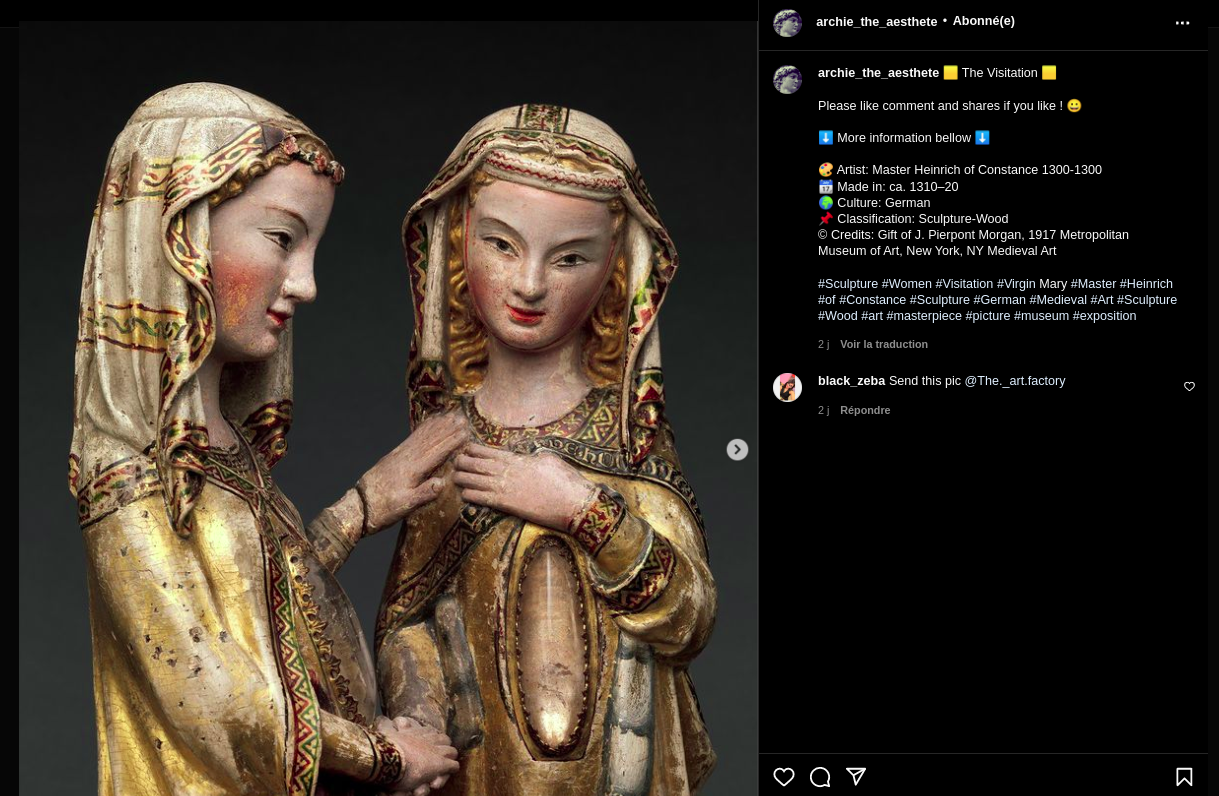 archie_the_aesthete • Abonné(e)
archie_the_aesthete 🟨 The Visitation 🟨
Please like comment and shares if you like ! 😀
⬇️ More information bellow ⬇️
🎨 Artist: Master Heinrich of Constance 1300-1300
📅 Made in: ca. 1310–20
🌍 Culture: German
📌 Classification: Sculpture-Wood
© Credits: Gift of J. Pierpont Morgan, 1917 Metropolitan
Museum of Art, New York, NY Medieval Art
#Sculpture #Women #Visitation #Virgin Mary #Master #Heinrich
#of #Constance #Sculpture #German #Medieval #Art #Sculpture
#Wood #art #masterpiece #picture #museum #exposition
2 j Voir la traduction
black_zeba Send this pic @The._art.factory
2 j Répondre